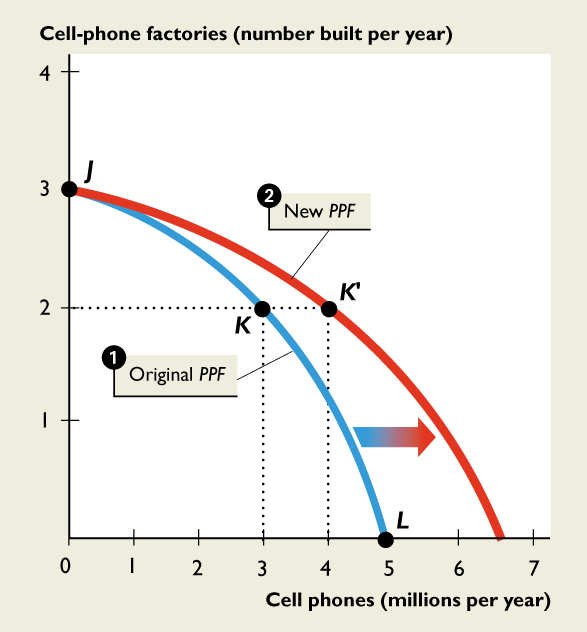 Cell-phone factories (number built per year)
4
J
3
2
New PPF
K'
2
K
1
Original PPF
1
L
0 1 2 3 4 5 6 7
Cell phones (millions per year)